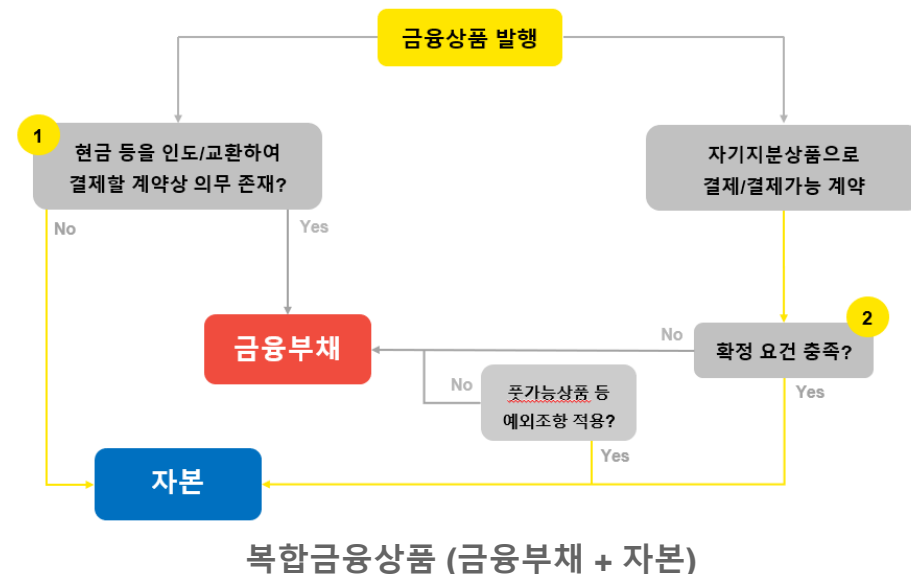 금융상품 발행
1
현금 등을 인도/교환하여
결제할 계약상 의무 존재?
자기지분상품으로
결제/결제가능 계약
No
Yes
2
금융부채
No
확정 요건 충족?
No
풋가능상품 등
예외조항 적용?
Yes
Yes
자본
복합금융상품 (금융부채 + 자본)